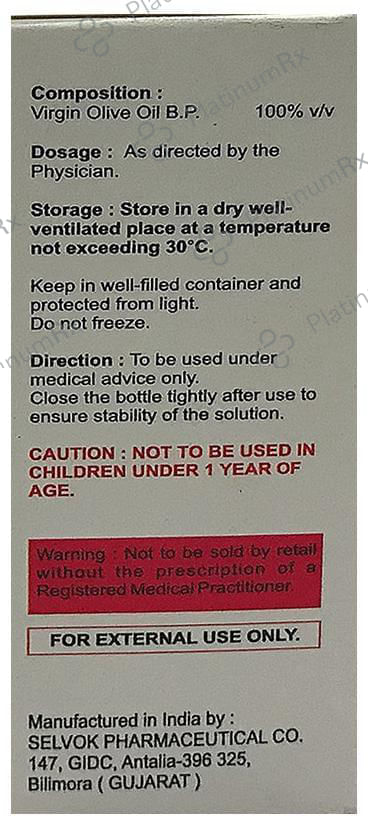 Composition :
Virgin Olive Oil B.P. 100% v/v
Dosage : As directed by the
Physician.
Storage : Store in a dry well-
ventilated place at a temperature
not exceeding 30°C.
Keep in well-filled container and
protected from light.
Do not freeze.
Direction : To be used under
medical advice only.
Close the bottle tightly after use to
ensure stability of the solution.
CAUTION : NOT TO BE USED IN
CHILDREN UNDER 1 YEAR OF
AGE.
Warning : Not to be sold by retail
without the prescription of a
Registered Medical Practitioner.
FOR EXTERNAL USE ONLY.
Manufactured in India by :
SELVOK PHARMACEUTICAL CO.
147, GIDC, Antalia-396 325,
Bilimora ( GUJARAT )
PlatinumRx